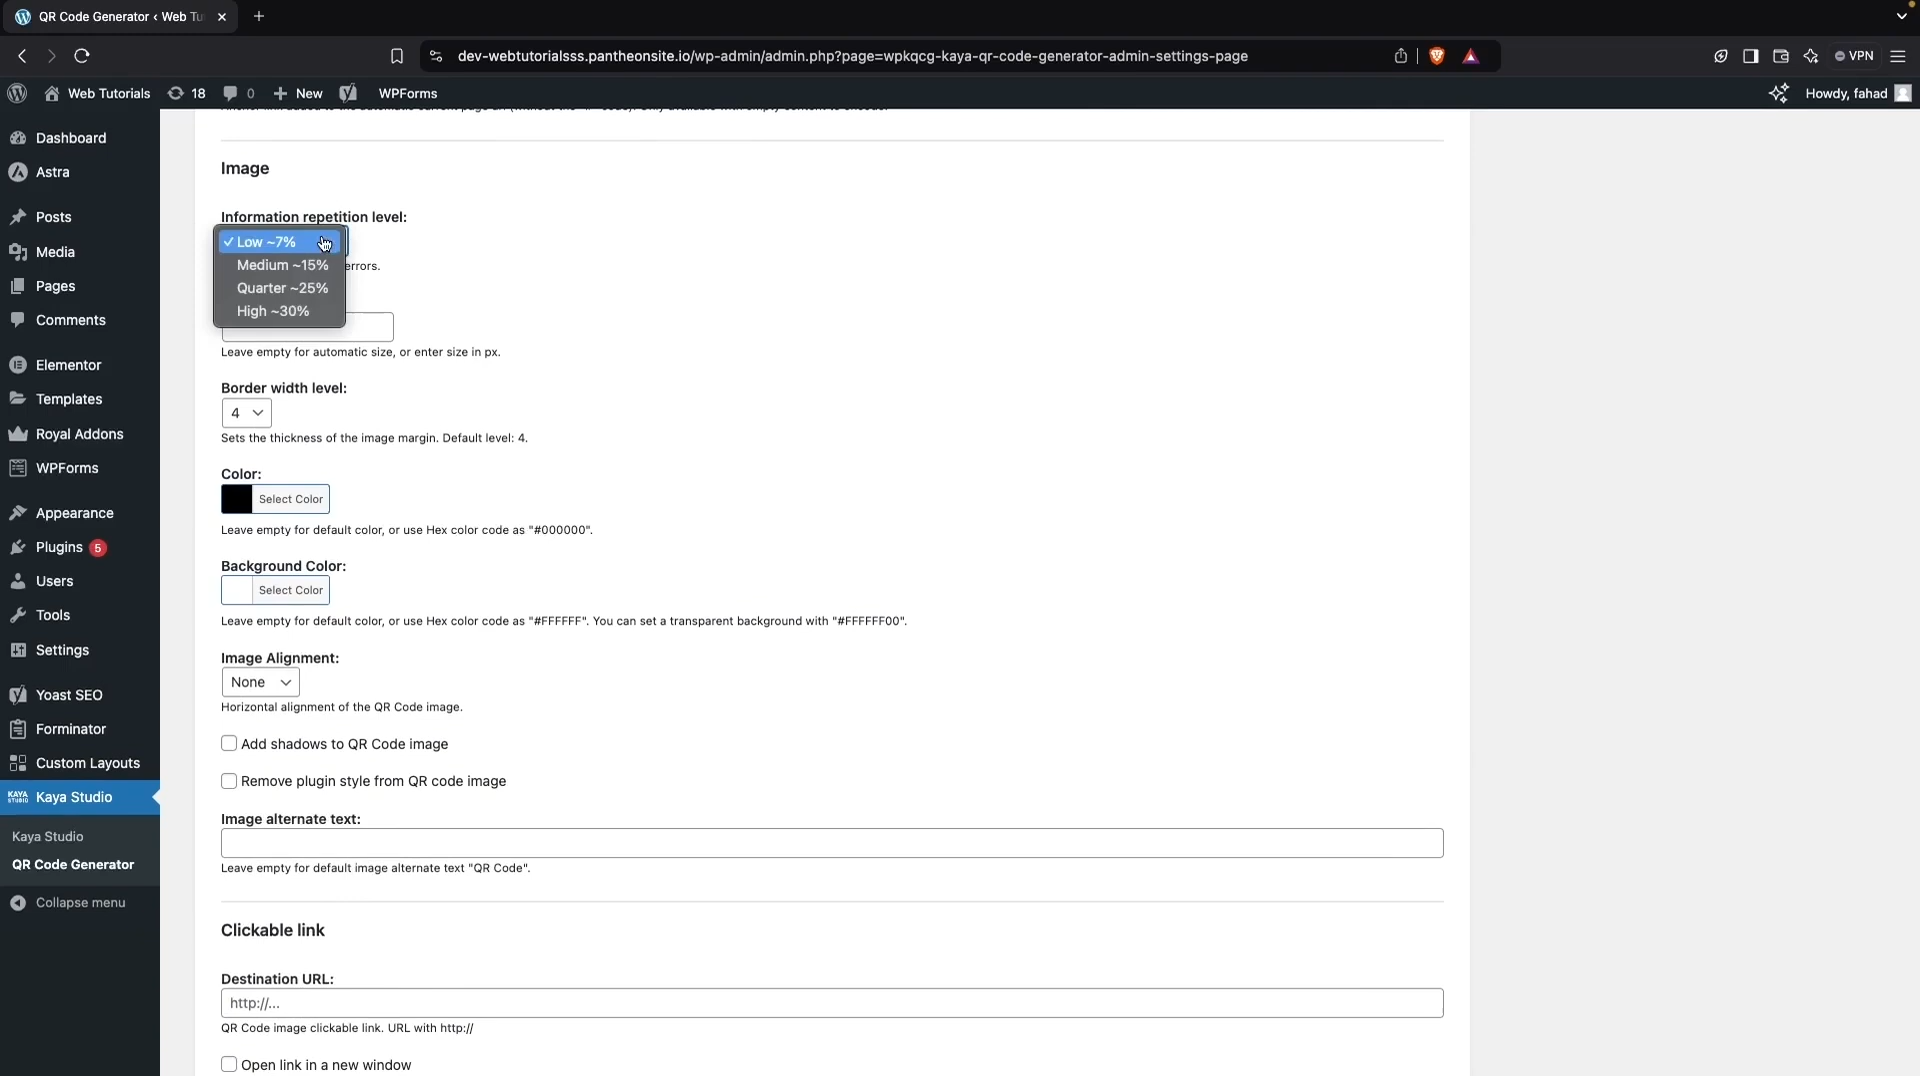 QR Code Generator ‹ Web Tu
dev-webtutorialsss.pantheonsite.io/wp-admin/admin.php?page=wpkqcg-kaya-qr-code-generator-admin-settings-page
VPN
Web Tutorials
18
0
New
WPForms
Howdy, fahad
Dashboard
Astra
Posts
Media
Pages
Comments
Elementor
Templates
Royal Addons
WPForms
Appearance
Plugins 5
Users
Tools
Settings
Yoast SEO
Forminator
Custom Layouts
KAYA STUDIO
Kaya Studio
Kaya Studio
QR Code Generator
Collapse menu
Image
Information repetition level:
✓ Low ~7%
Medium ~15%
errors.
Quarter ~25%
High ~30%
Leave empty for automatic size, or enter size in px.
Border width level:
4
Sets the thickness of the image margin. Default level: 4.
Color:
Select Color
Leave empty for default color, or use Hex color code as "#000000".
Background Color:
Select Color
Leave empty for default color, or use Hex color code as "#FFFFFF". You can set a transparent background with "#FFFFFF00".
Image Alignment:
None
Horizontal alignment of the QR Code image.
Add shadows to QR Code image
Remove plugin style from QR code image
Image alternate text:
Leave empty for default image alternate text "QR Code".
Clickable link
Destination URL:
http://...
QR Code image clickable link. URL with http://
Open link in a new window